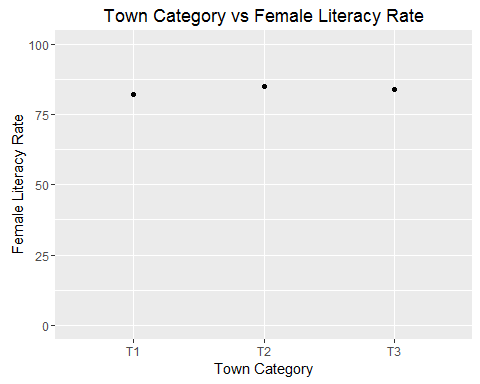 Town Category vs Female Literacy Rate
Female Literacy Rate
100
75
50
25
0
T1 T2 T3
Town Category